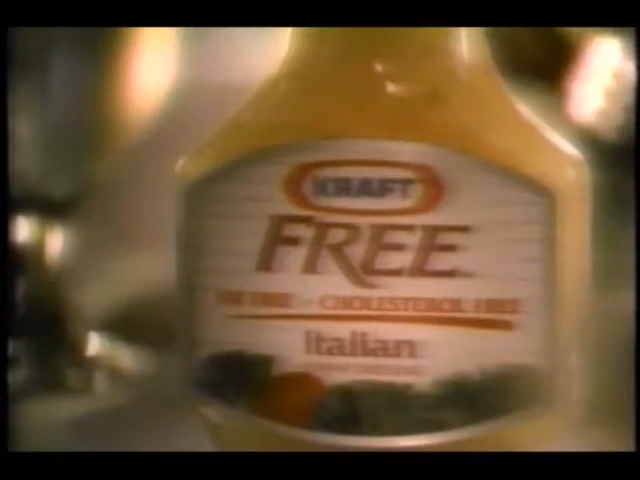 KRAFT
FREE
FAT FREE - CHOLESTEROL FREE
Italian